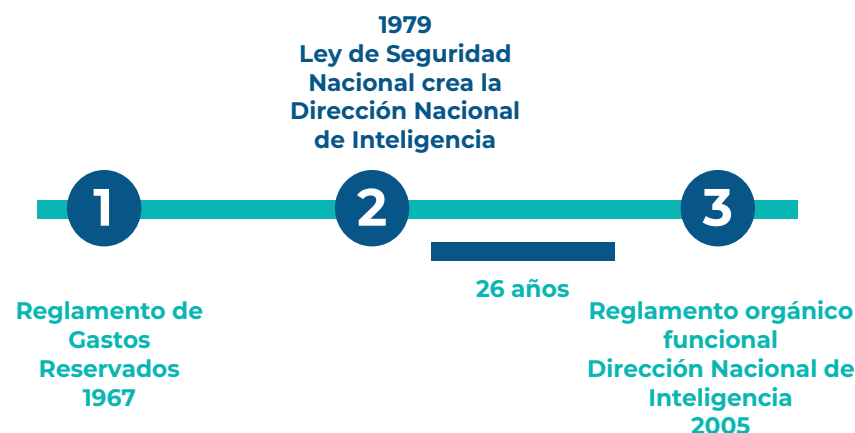 1979
Ley de Seguridad
Nacional crea la
Dirección Nacional
de Inteligencia
1
2
3
26 años
Reglamento de
Gastos
Reservados
1967
Reglamento orgánico
funcional
Dirección Nacional de
Inteligencia
2005